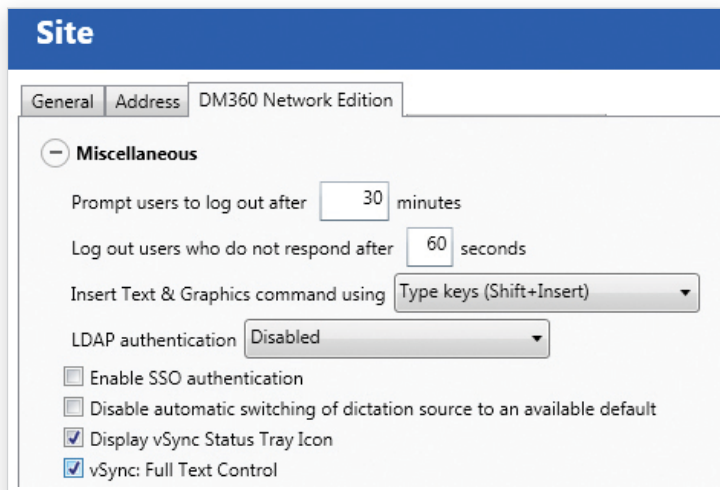 Site
General Address DM360 Network Edition
Miscellaneous
Prompt users to log out after 30 minutes
Log out users who do not respond after 60 seconds
Insert Text & Graphics command using Type keys (Shift+Insert)
LDAP authentication Disabled
Enable SSO authentication
Disable automatic switching of dictation source to an available default
Display vSync Status Tray Icon
vSync: Full Text Control